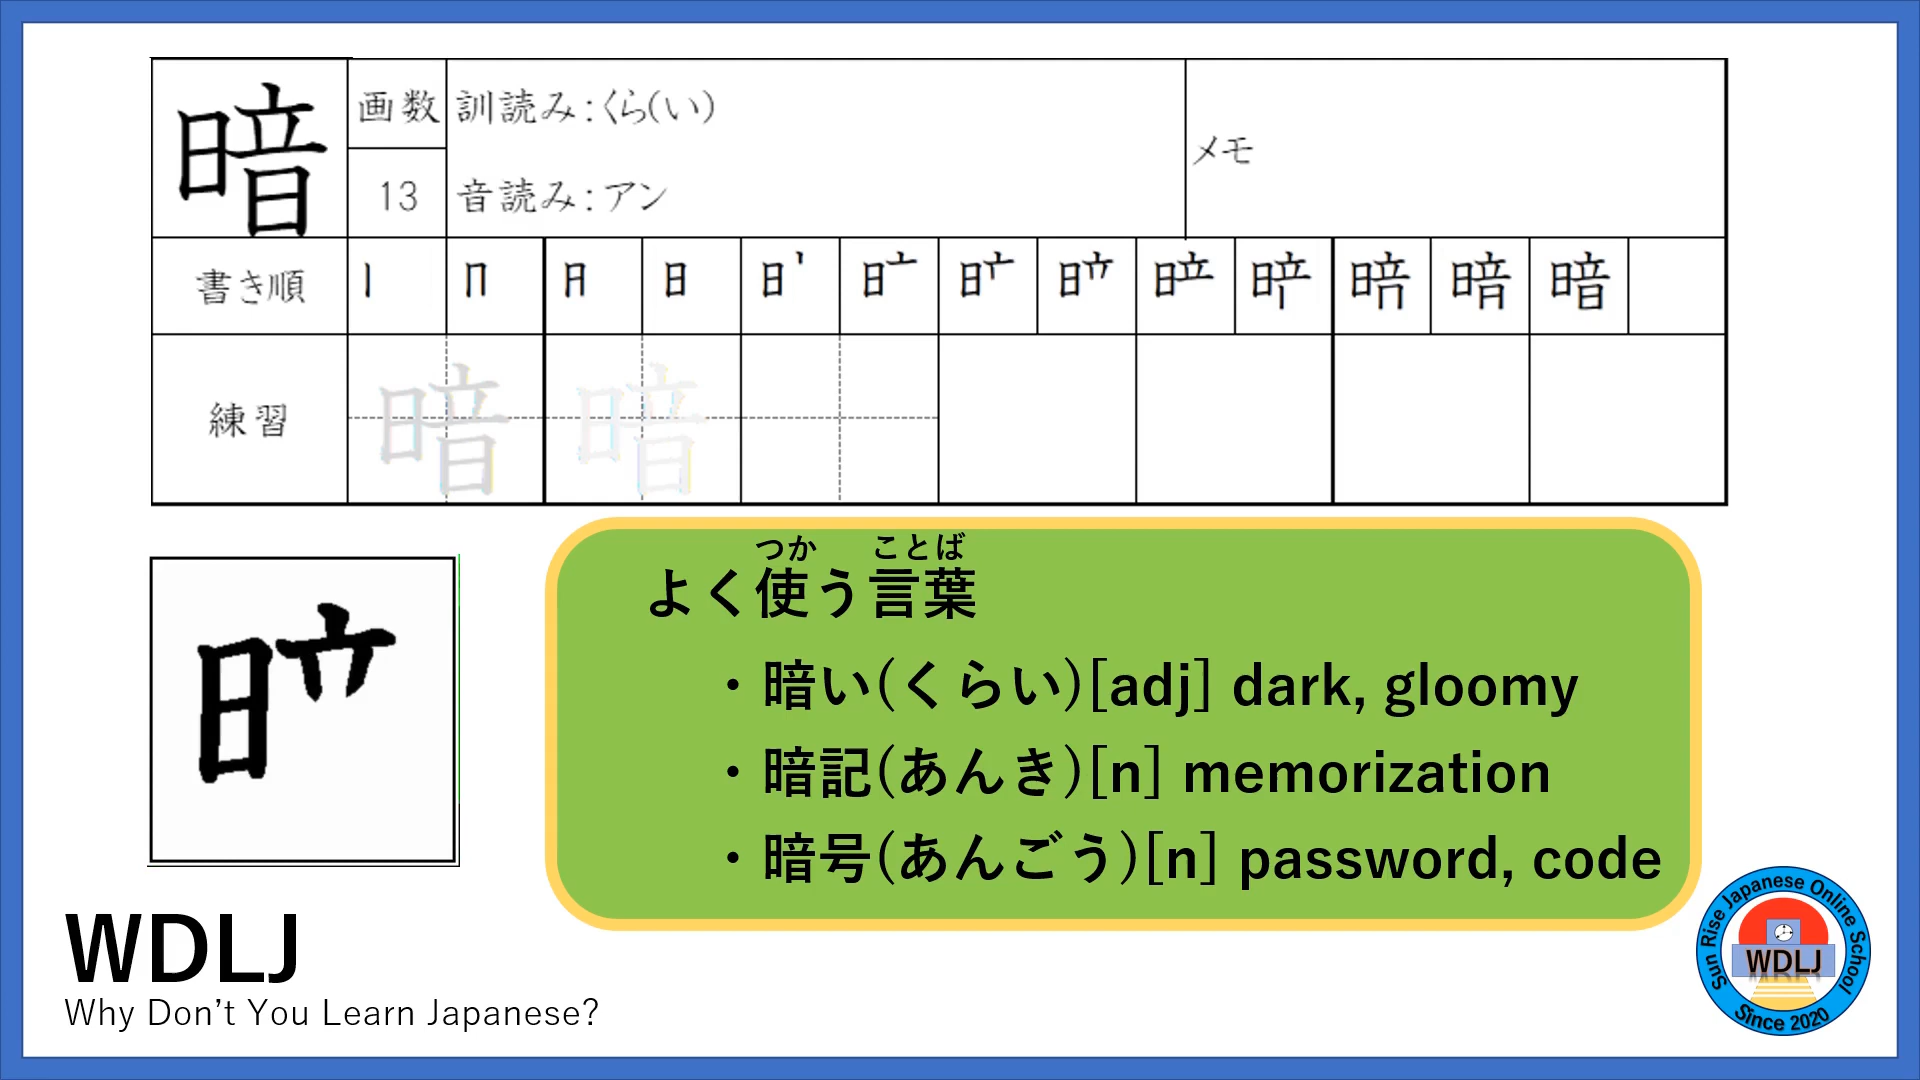 暗
画数
訓読み:くら(い)
メモ
13
音読み:アン
書き順
暗
練習
暗 暗
つか ことば
よく使う言葉
・暗い(くらい)[adj] dark, gloomy
・暗記(あんき)[n] memorization
・暗号(あんごう)[n] password, code
WDLJ
Why Don't You Learn Japanese?
Sun Rise Japanese Online School
WDLJ
Since 2020